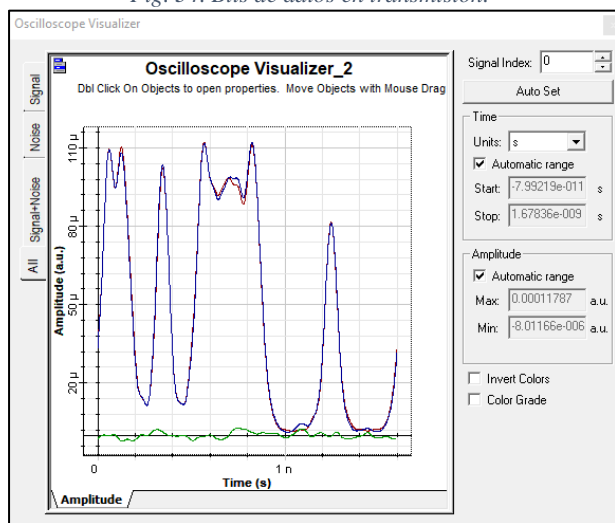 Fig. 34. Bits de datos en transmisión.
Oscilloscope Visualizer
Signal
Noise
Signal+Noise
All
Oscilloscope Visualizer_2
Dbl Click On Objects to open properties. Move Objects with Mouse Drag
Amplitude (a.u.)
110 µ
80 µ
50 µ
20 µ
0
1 n
Time (s)
Amplitude
Signal Index: 0
Auto Set
Time
Units: s
Automatic range
Start: -7.99219e-011 s
Stop: 1.67836e-009 s
Amplitude
Automatic range
Max: 0.00011787 a.u.
Min: -8.01166e-006 a.u.
Invert Colors
Color Grade